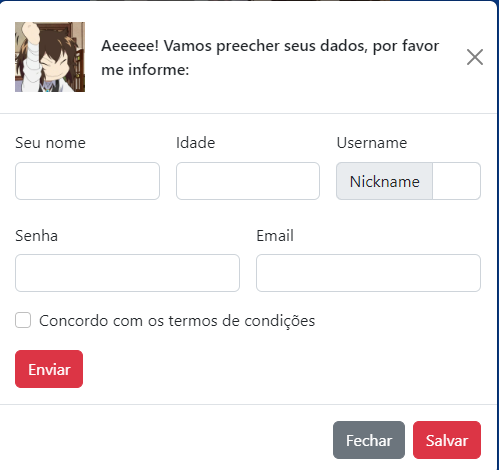 Aeeeee! Vamos preecher seus dados, por favor
me informe:
Seu nome Idade Username
Nickname
Senha Email
Concordo com os termos de condições
Enviar
Fechar Salvar